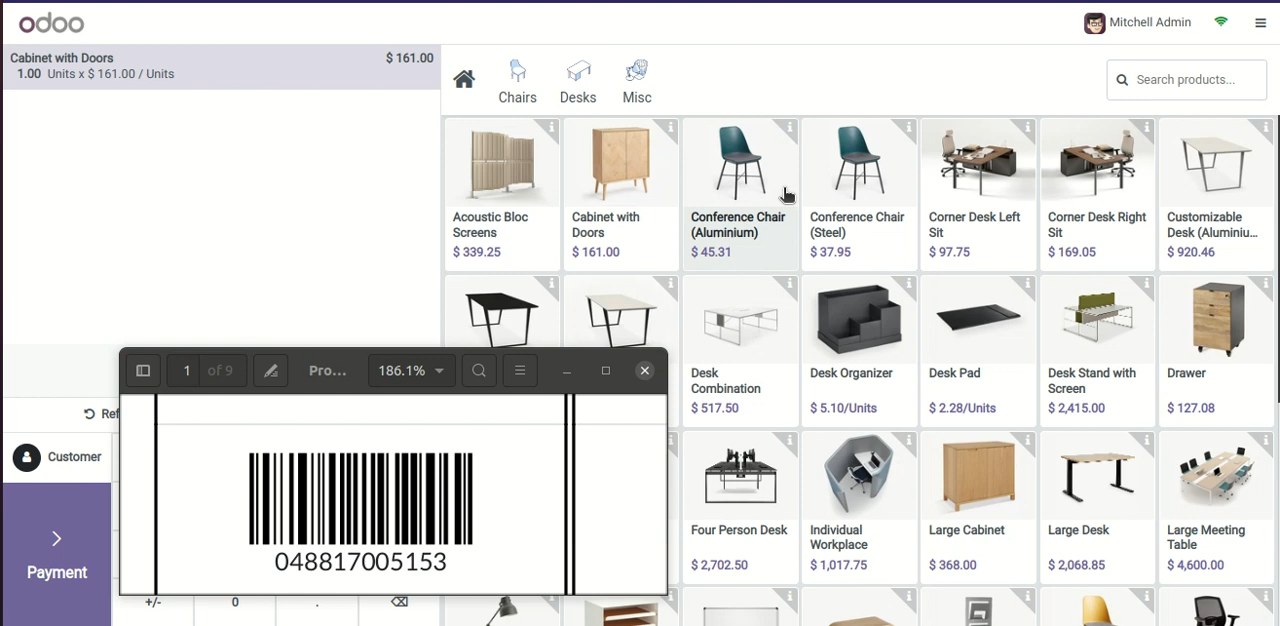 odoo
Mitchell Admin
Cabinet with Doors
$ 161.00
1.00 Units x $ 161.00 / Units
Chairs
Desks
Misc
Search products...
Acoustic Bloc
Screens
$ 339.25
Cabinet with
Doors
$ 161.00
Conference Chair
(Aluminium)
$ 45.31
Conference Chair
(Steel)
$ 37.95
Corner Desk Left
Sit
$ 97.75
Corner Desk Right
Sit
$ 169.05
Customizable
Desk (Aluminiu...
$ 920.46
Desk
Combination
$ 517.50
Desk Organizer
$ 5.10/Units
Desk Pad
$ 2.28/Units
Desk Stand with
Screen
$ 2,415.00
Drawer
$ 127.08
1 of 9
Pro...
186.1%
048817005153
Ref
Customer
Payment
+/-
0
.
Four Person Desk
$ 2,702.50
Individual
Workplace
$ 1,017.75
Large Cabinet
$ 368.00
Large Desk
$ 2,068.85
Large Meeting
Table
$ 4,600.00